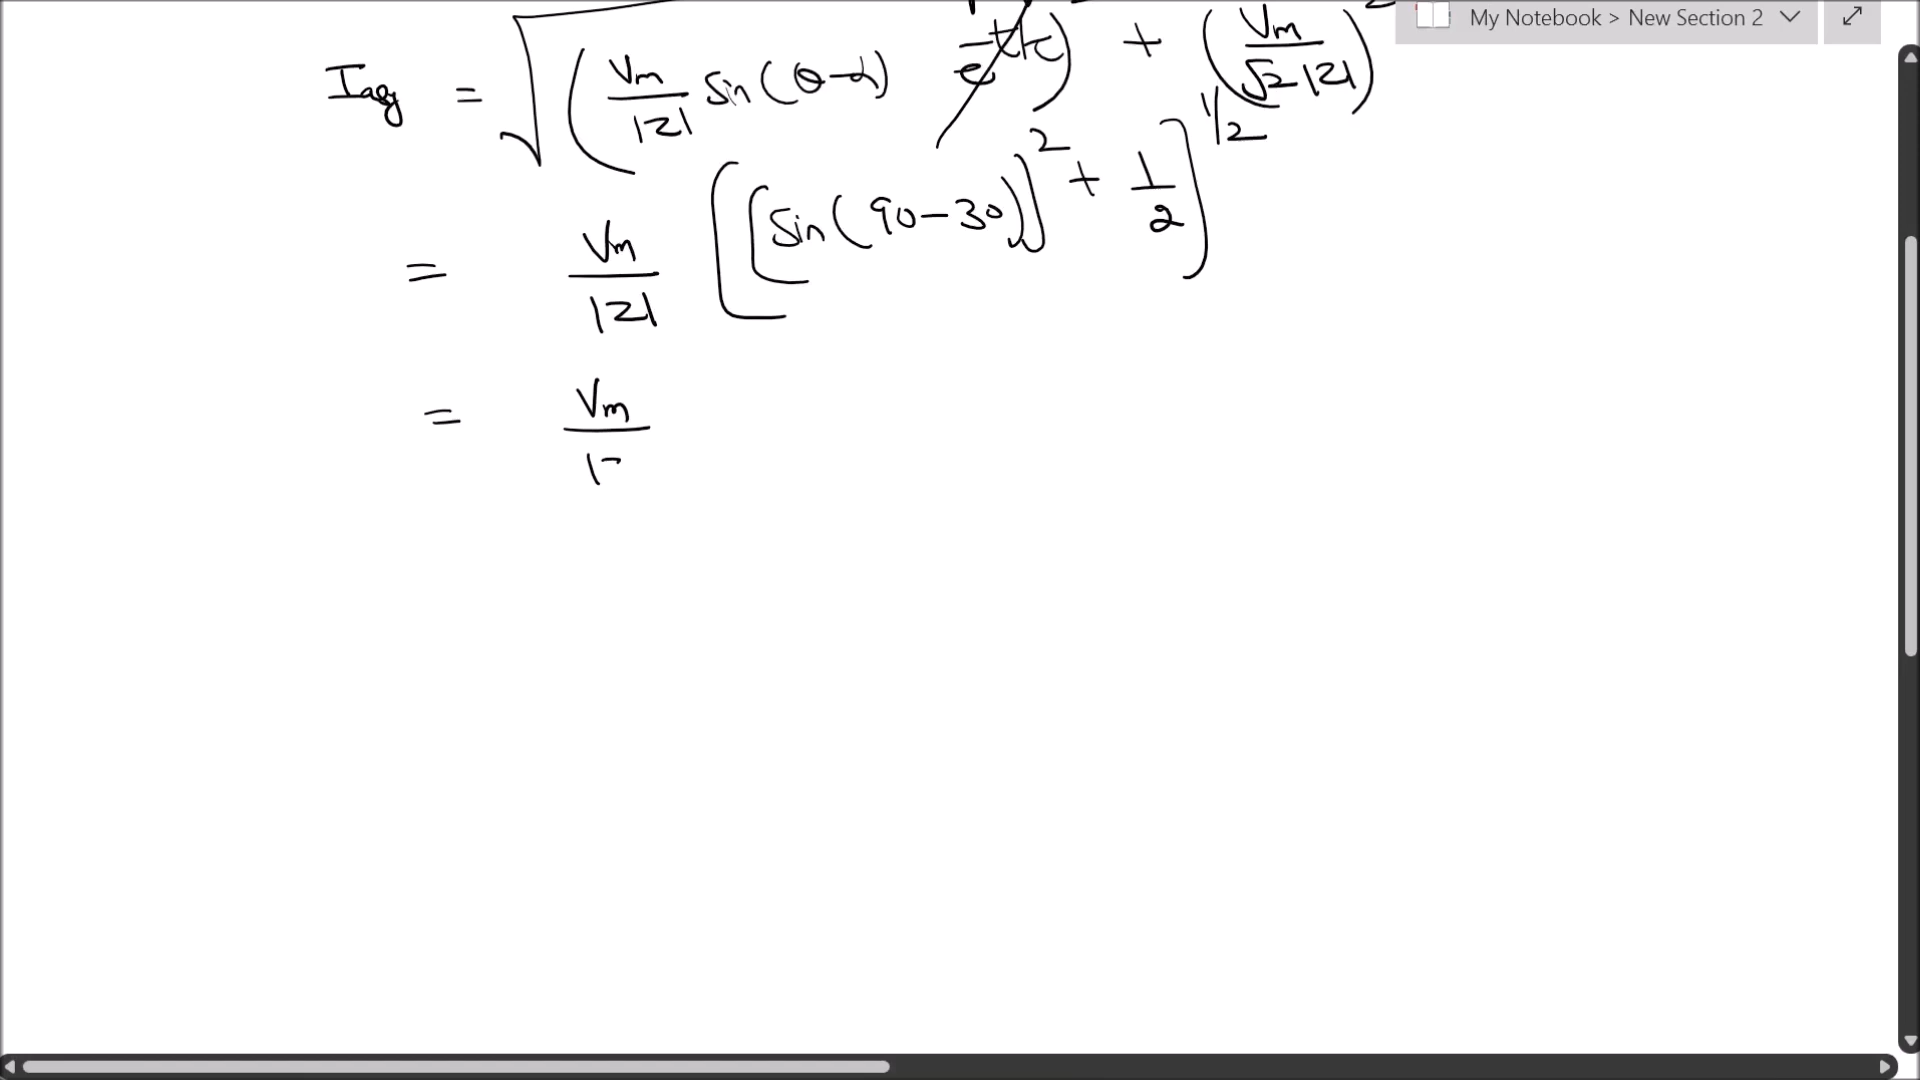 My Notebook > New Section 2
I_asy = √((Vm/|z| sin(θ-α) e^(-t/τ))² + (Vm/√2|z|)²
= Vm/|z| [[sin(90-30)]² + 1/2]^(1/2)
= Vm/